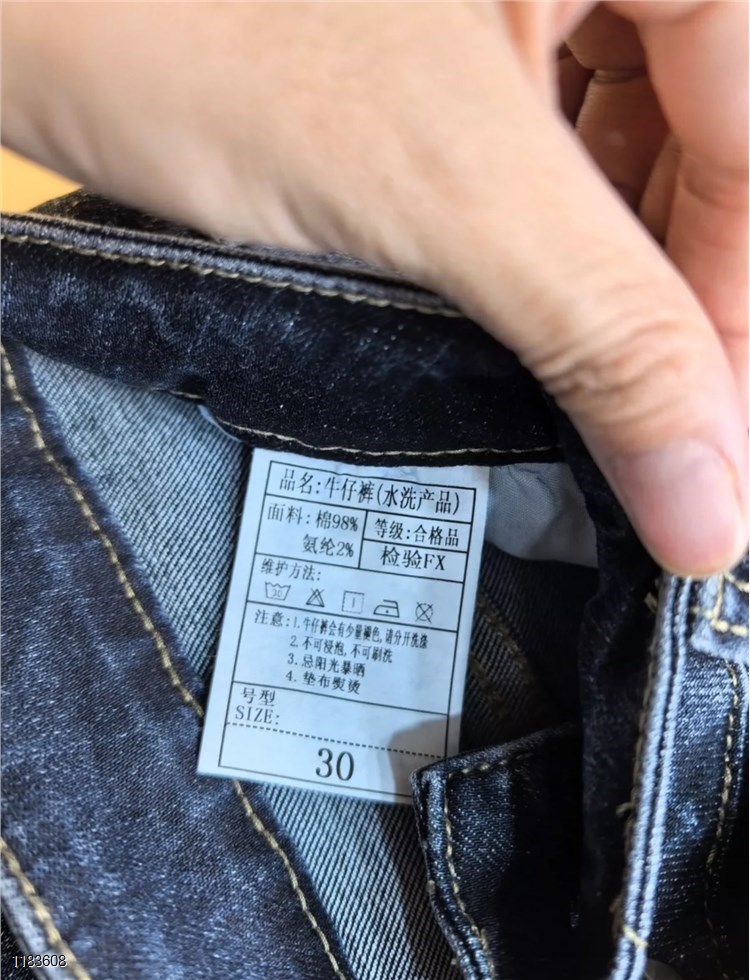 品名:牛仔裤(水洗产品)
面料:棉98%
氨纶2%
等级:合格品
检验FX
维护方法:
30
注意:1.牛仔裤会有少量褪色,请分开洗涤
2.不可浸泡,不可刷洗
3.忌阳光暴晒
4.垫布熨烫
号型
SIZE:
30
1183608